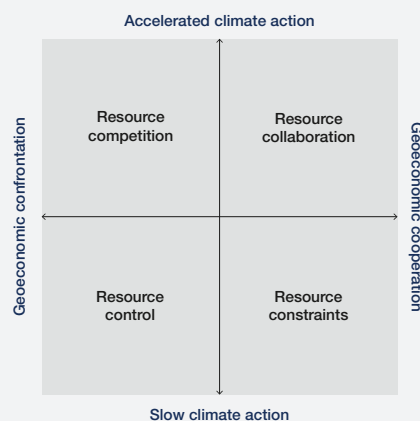 Accelerated climate action
Geoeconomic confrontation
Resource
competition
Resource
collaboration
Geoeconomic cooperation
Resource
control
Resource
constraints
Slow climate action